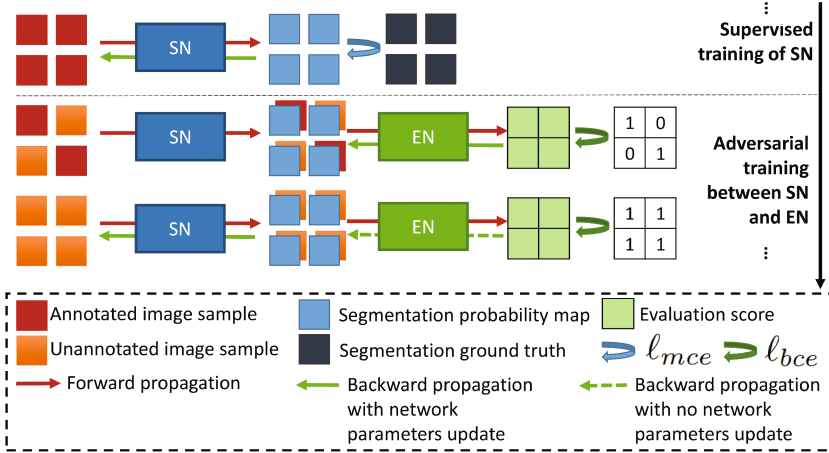 SN
Supervised
training of SN
SN
EN
1 0
0 1
Adversarial
training
between SN
and EN
SN
EN
1 1
1 1
Annotated image sample
Segmentation probability map
Evaluation score
Unannotated image sample
Segmentation ground truth
ℓmce
ℓbce
Forward propagation
Backward propagation
with network
parameters update
Backward propagation
with no network
parameters update